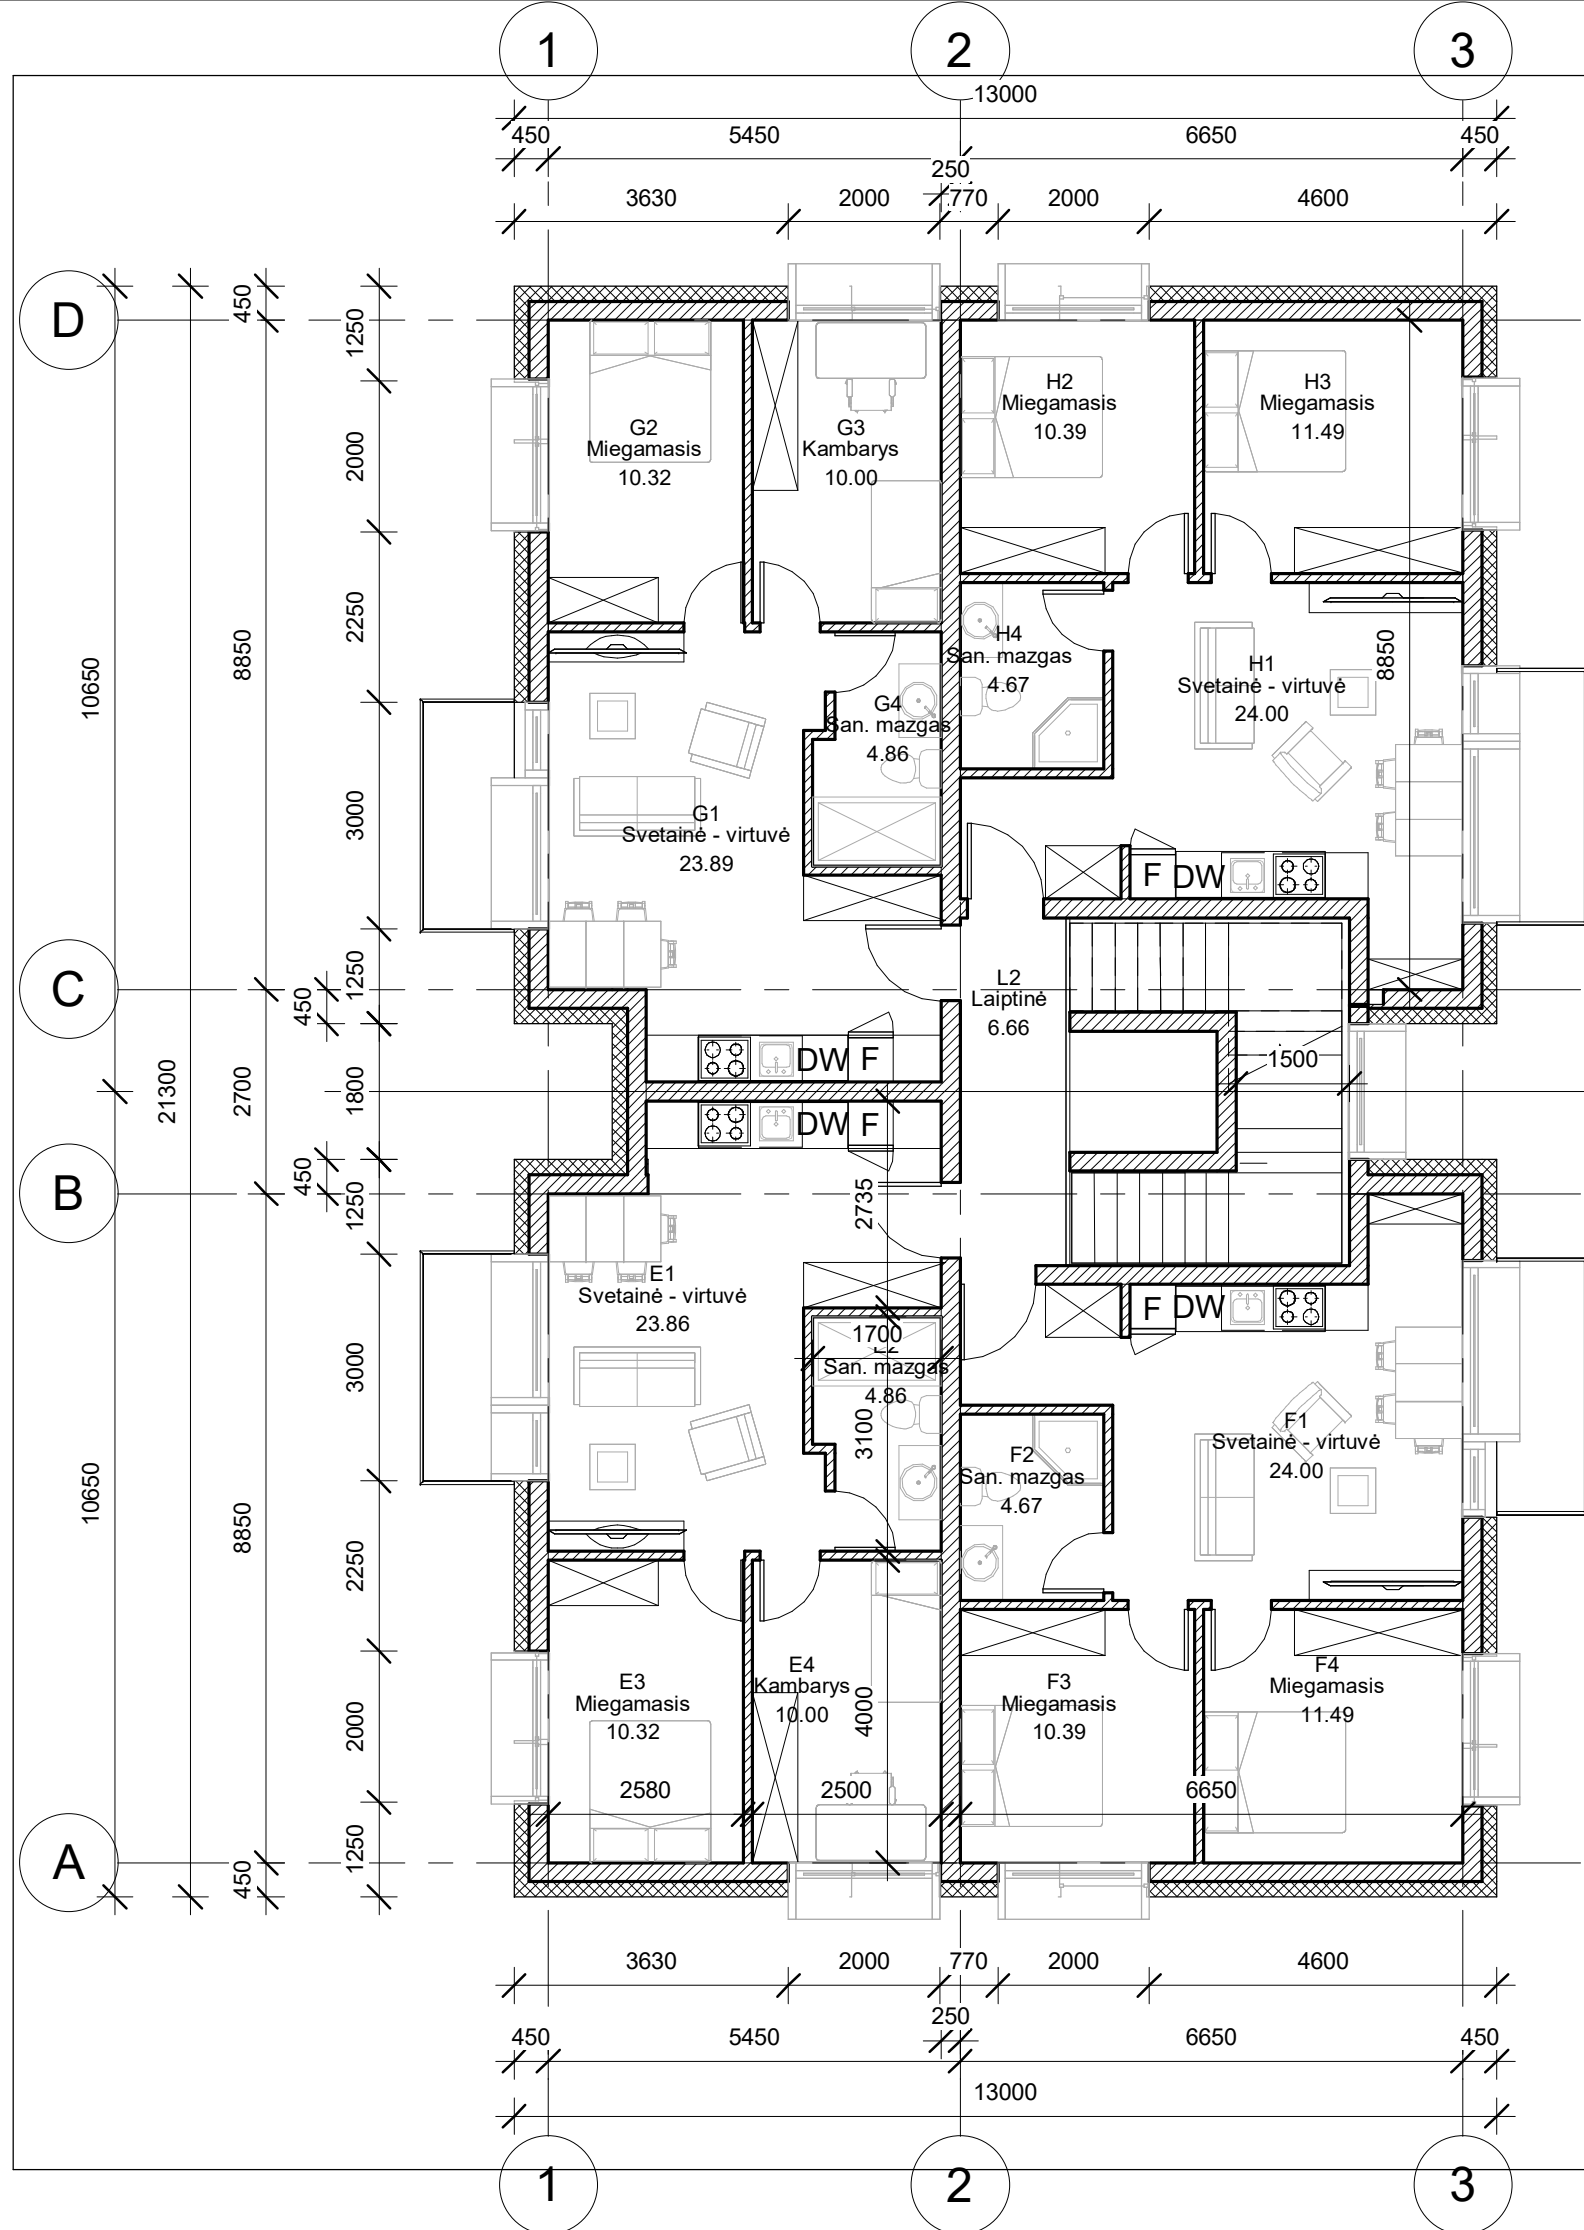 1
2
3
13000
450
5450
6650
450
250
3630
2000
770
2000
4600
D
C
B
A
450
1250
2000
2250
8850
10650
3000
1250
450
21300
2700
1800
450
1250
3000
10650
8850
2250
2000
1250
450
G2
Miegamasis
10.32
G3
Kambarys
10.00
H2
Miegamasis
10.39
H3
Miegamasis
11.49
H4
San. mazgas
4.67
H1
Svetainė - virtuvė
24.00
8850
G4
San. mazgas
4.86
G1
Svetainė - virtuvė
23.89
F DW
L2
Laiptinė
6.66
DW F
1500
DW F
2735
E1
Svetainė - virtuvė
23.86
F DW
1700
San. mazgas
4.86
3100
F1
Svetainė - virtuvė
24.00
F2
San. mazgas
4.67
E3
Miegamasis
10.32
E4
Kambarys
10.00
4000
F3
Miegamasis
10.39
F4
Miegamasis
11.49
2580
2500
6650
3630
2000
770
2000
4600
250
450
5450
6650
450
13000
1
2
3